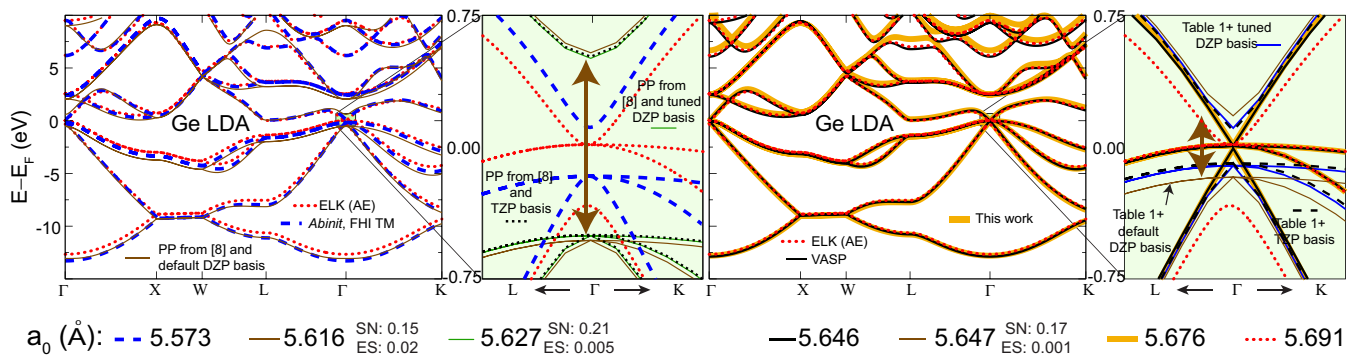 E−E_F (eV)
5
0
-5
-10
Ge LDA
ELK (AE)
Abinit, FHI TM
PP from [8] and
default DZP basis
Γ X W L Γ K
0.75
0.00
-0.75
PP from
[8] and tuned
DZP basis
PP from [8]
and
TZP basis
L Γ K
Ge LDA
This work
ELK (AE)
VASP
Γ X W L Γ K
0.75
0.00
-0.75
Table 1+ tuned
DZP basis
Table 1+
default
DZP basis
Table 1+
TZP basis
L Γ K
a₀ (Å): 5.573 5.616 SN: 0.15 ES: 0.02 5.627 SN: 0.21 ES: 0.005 5.646 5.647 SN: 0.17 ES: 0.001 5.676 5.691